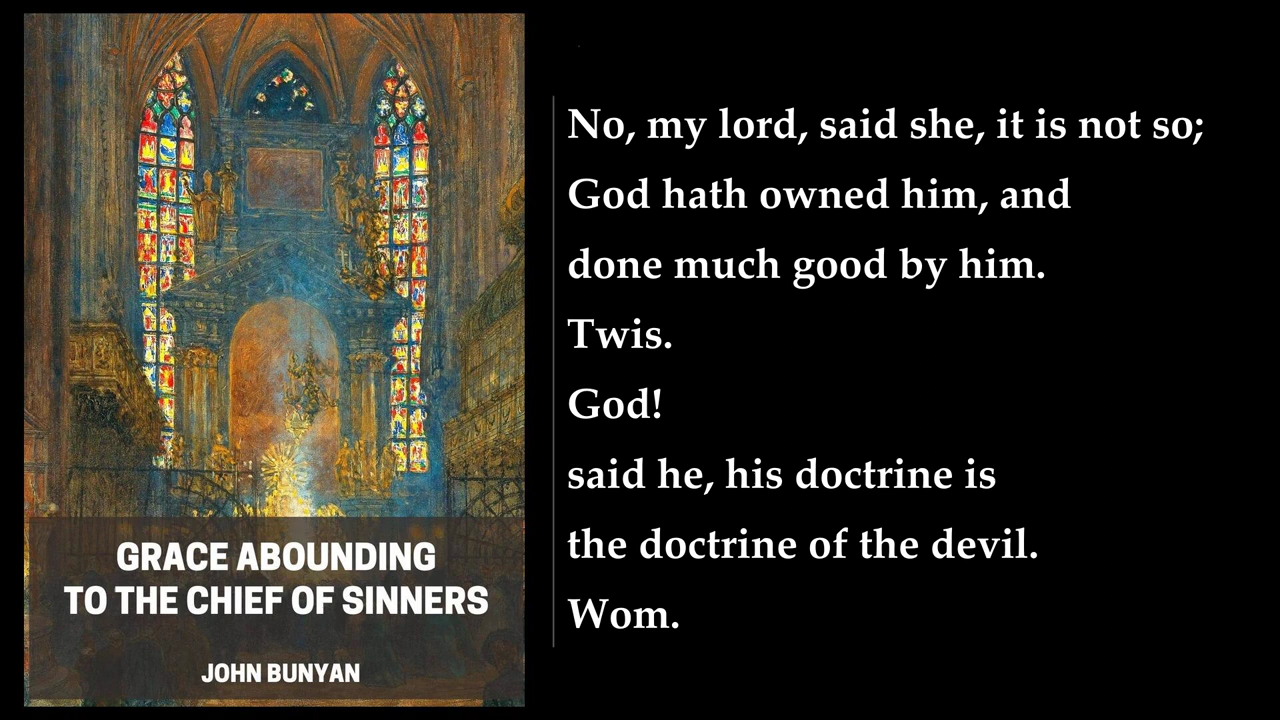 GRACE ABOUNDING
TO THE CHIEF OF SINNERS
JOHN BUNYAN
No, my lord, said she, it is not so;
God hath owned him, and
done much good by him.
Twis.
God!
said he, his doctrine is
the doctrine of the devil.
Wom.